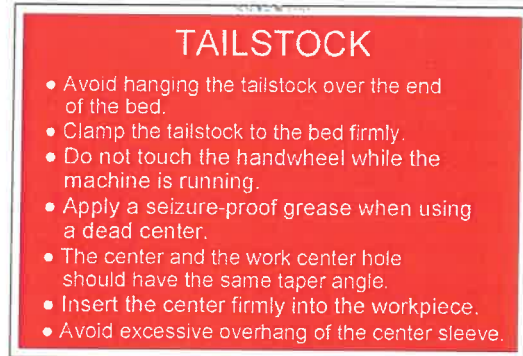 TAILSTOCK
● Avoid hanging the tailstock over the end
of the bed.
● Clamp the tailstock to the bed firmly.
● Do not touch the handwheel while the
machine is running.
● Apply a seizure-proof grease when using
a dead center.
● The center and the work center hole
should have the same taper angle.
● Insert the center firmly into the workpiece.
● Avoid excessive overhang of the center sleeve.